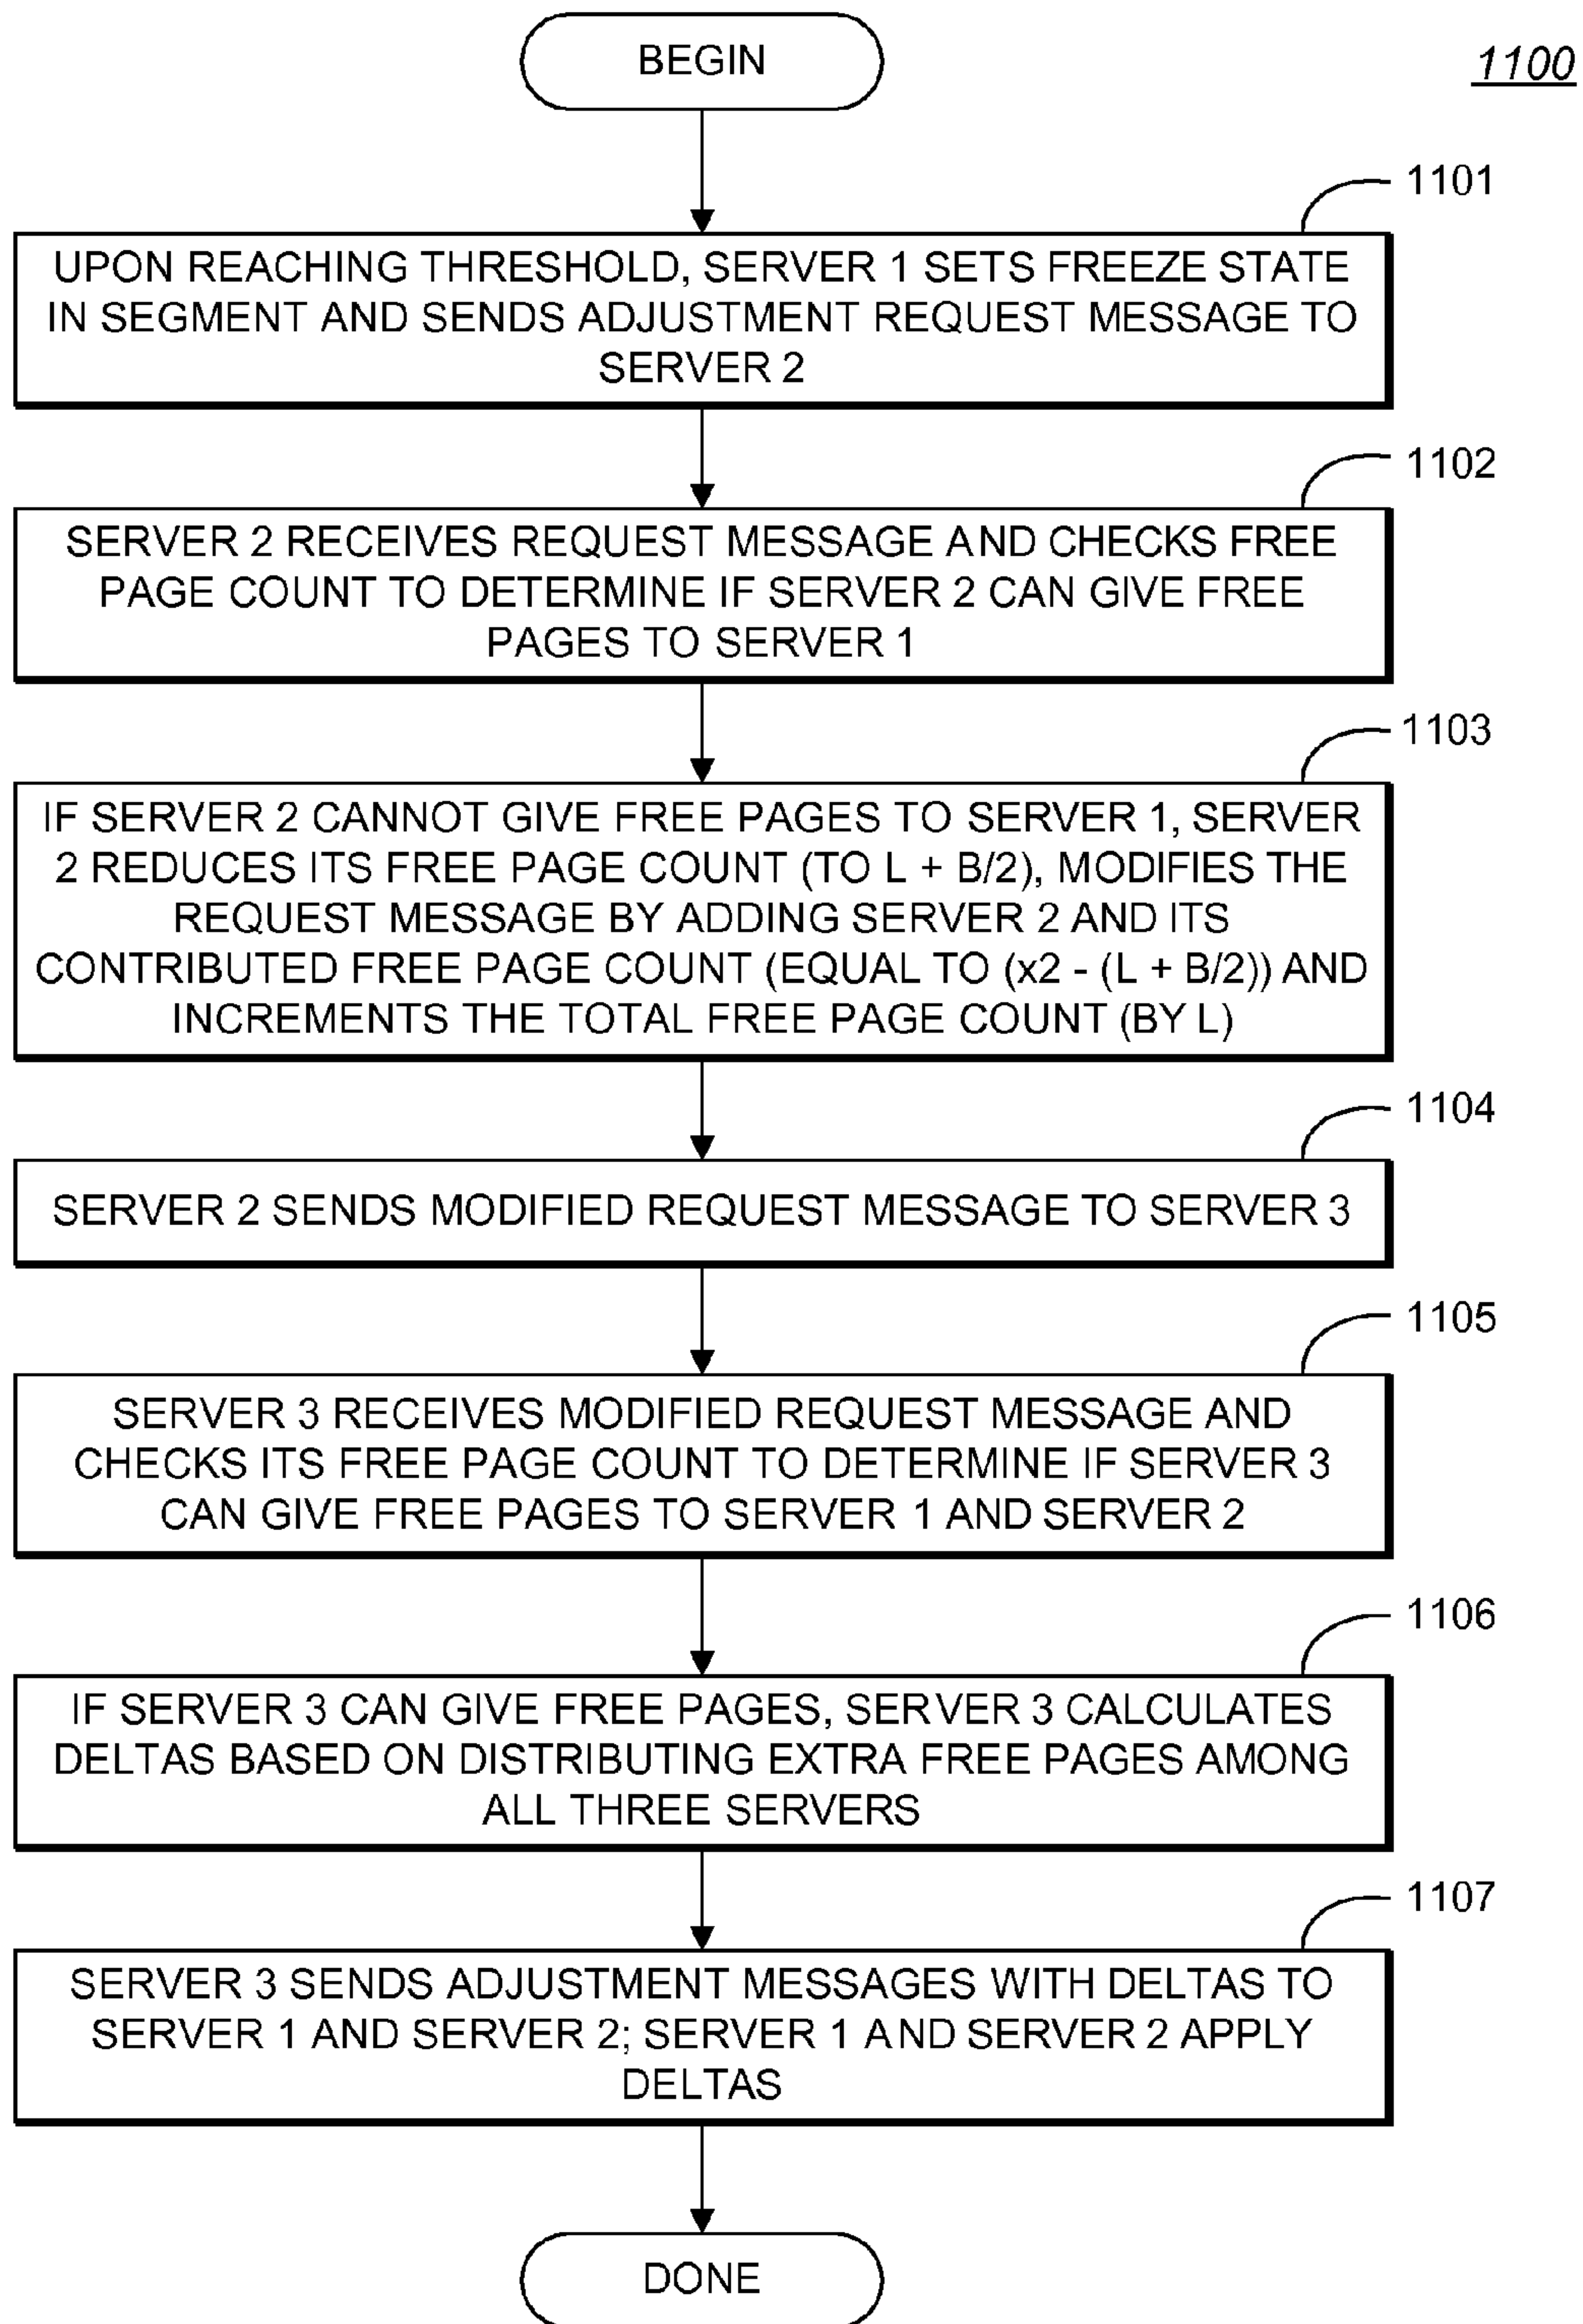 BEGIN
1100
1101
UPON REACHING THRESHOLD, SERVER 1 SETS FREEZE STATE
IN SEGMENT AND SENDS ADJUSTMENT REQUEST MESSAGE TO
SERVER 2
1102
SERVER 2 RECEIVES REQUEST MESSAGE AND CHECKS FREE
PAGE COUNT TO DETERMINE IF SERVER 2 CAN GIVE FREE
PAGES TO SERVER 1
1103
IF SERVER 2 CANNOT GIVE FREE PAGES TO SERVER 1, SERVER
2 REDUCES ITS FREE PAGE COUNT (TO L + B/2), MODIFIES THE
REQUEST MESSAGE BY ADDING SERVER 2 AND ITS
CONTRIBUTED FREE PAGE COUNT (EQUAL TO (x2 - (L + B/2)) AND
INCREMENTS THE TOTAL FREE PAGE COUNT (BY L)
1104
SERVER 2 SENDS MODIFIED REQUEST MESSAGE TO SERVER 3
1105
SERVER 3 RECEIVES MODIFIED REQUEST MESSAGE AND
CHECKS ITS FREE PAGE COUNT TO DETERMINE IF SERVER 3
CAN GIVE FREE PAGES TO SERVER 1 AND SERVER 2
1106
IF SERVER 3 CAN GIVE FREE PAGES, SERVER 3 CALCULATES
DELTAS BASED ON DISTRIBUTING EXTRA FREE PAGES AMONG
ALL THREE SERVERS
1107
SERVER 3 SENDS ADJUSTMENT MESSAGES WITH DELTAS TO
SERVER 1 AND SERVER 2; SERVER 1 AND SERVER 2 APPLY
DELTAS
DONE